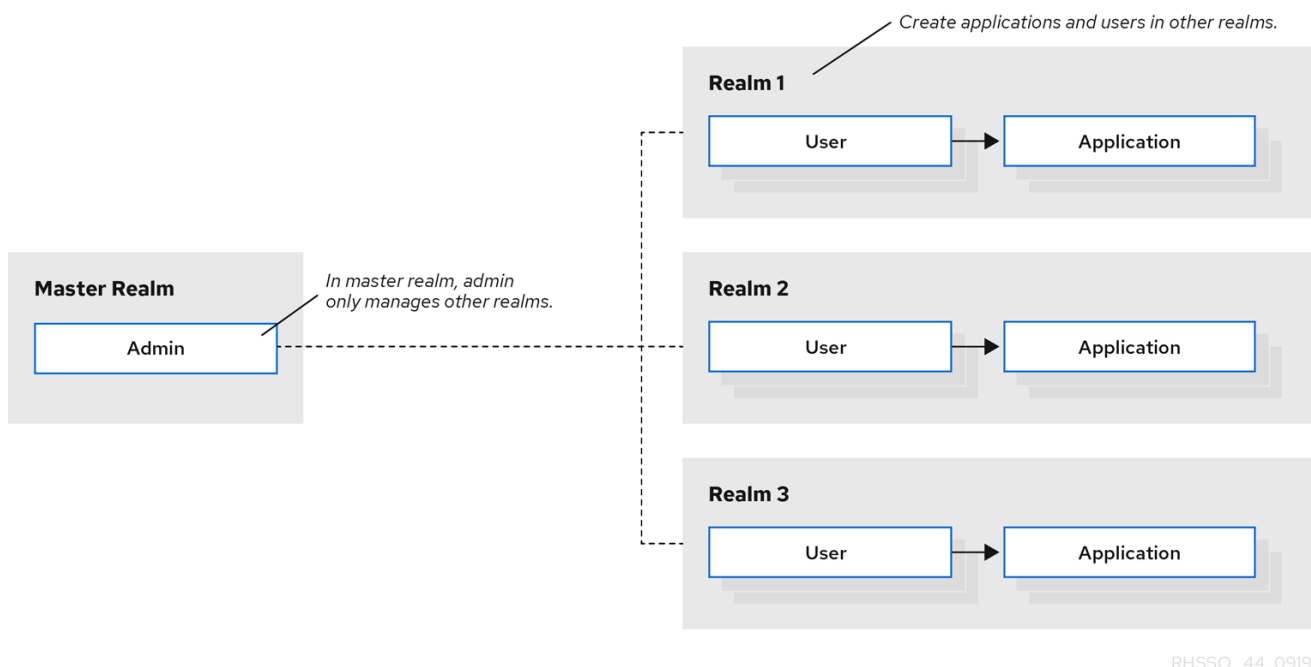 Create applications and users in other realms.
Realm 1
User
Application
Master Realm
In master realm, admin
only manages other realms.
Admin
Realm 2
User
Application
Realm 3
User
Application
RHSSO_44_0919